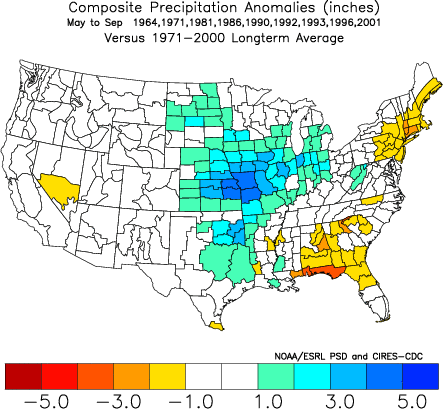 Composite Precipitation Anomalies (inches)
May to Sep 1964,1971,1981,1986,1990,1992,1993,1996,2001
Versus 1971-2000 Longterm Average
NOAA/ESRL PSD and CIRES-CDC
-5.0 -3.0 -1.0 1.0 3.0 5.0